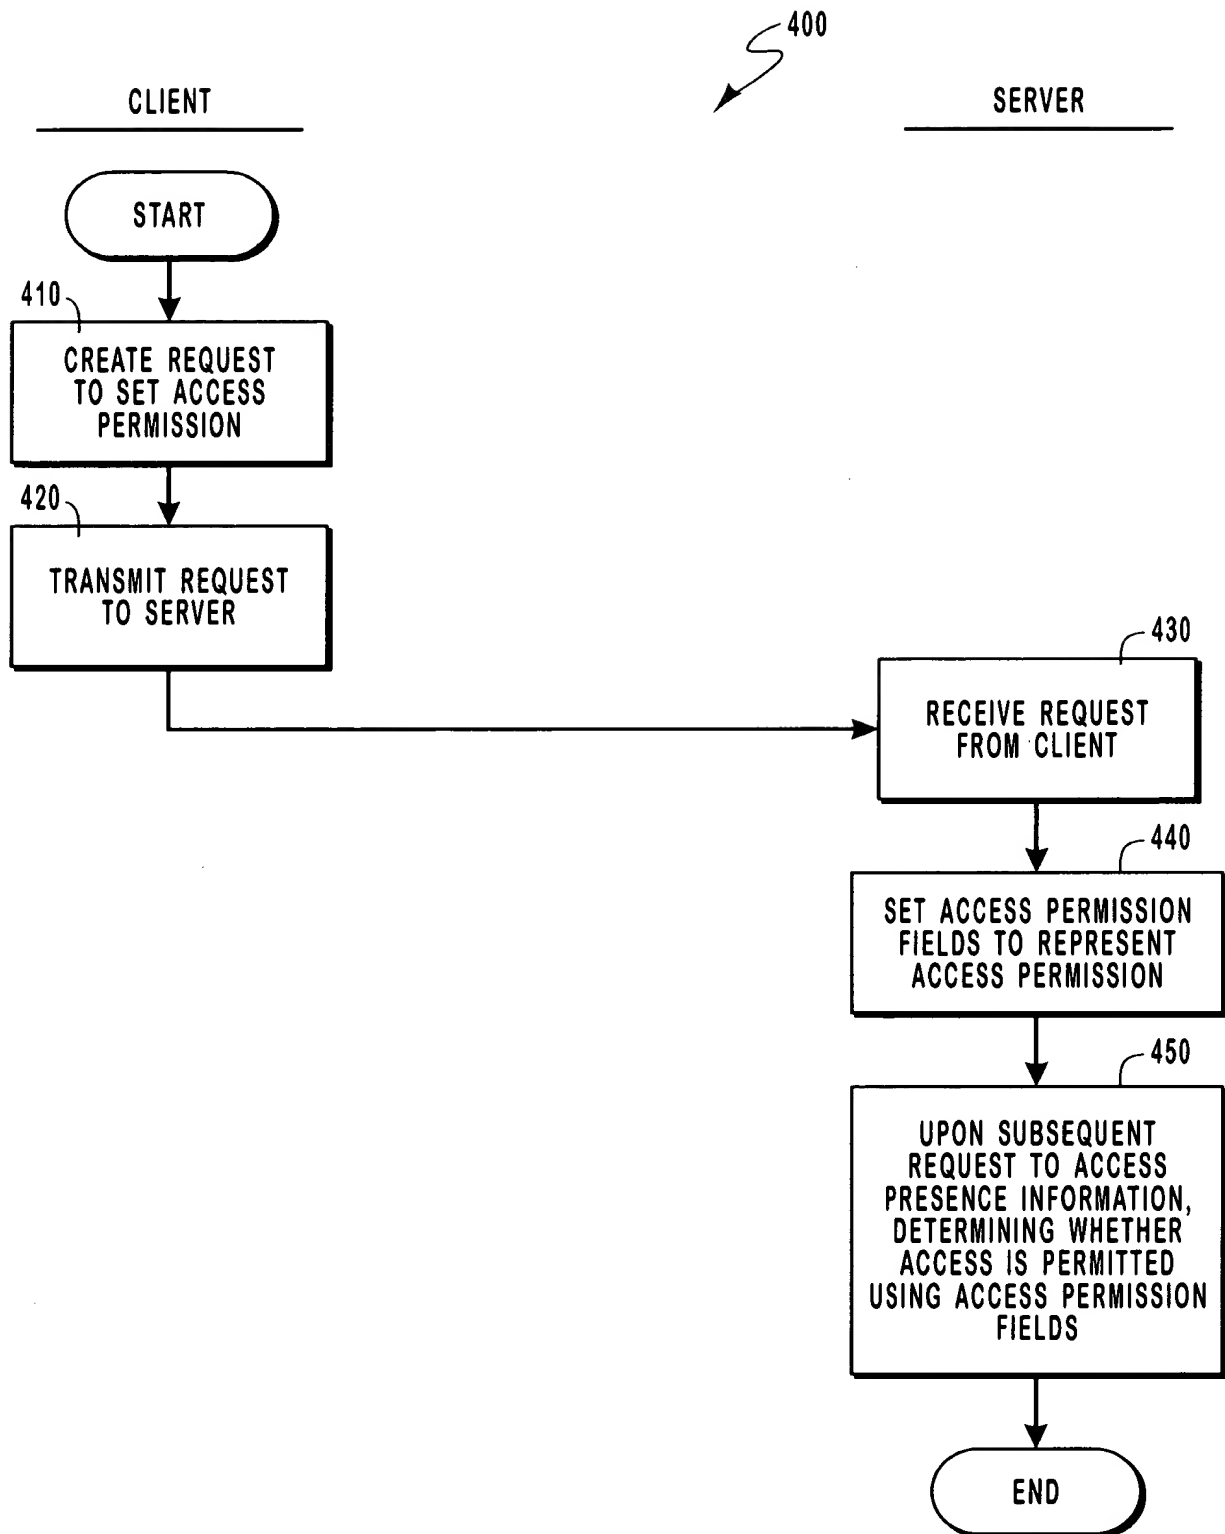 400
CLIENT
SERVER
START
410
CREATE REQUEST
TO SET ACCESS
PERMISSION
420
TRANSMIT REQUEST
TO SERVER
430
RECEIVE REQUEST
FROM CLIENT
440
SET ACCESS PERMISSION
FIELDS TO REPRESENT
ACCESS PERMISSION
450
UPON SUBSEQUENT
REQUEST TO ACCESS
PRESENCE INFORMATION,
DETERMINING WHETHER
ACCESS IS PERMITTED
USING ACCESS PERMISSION
FIELDS
END